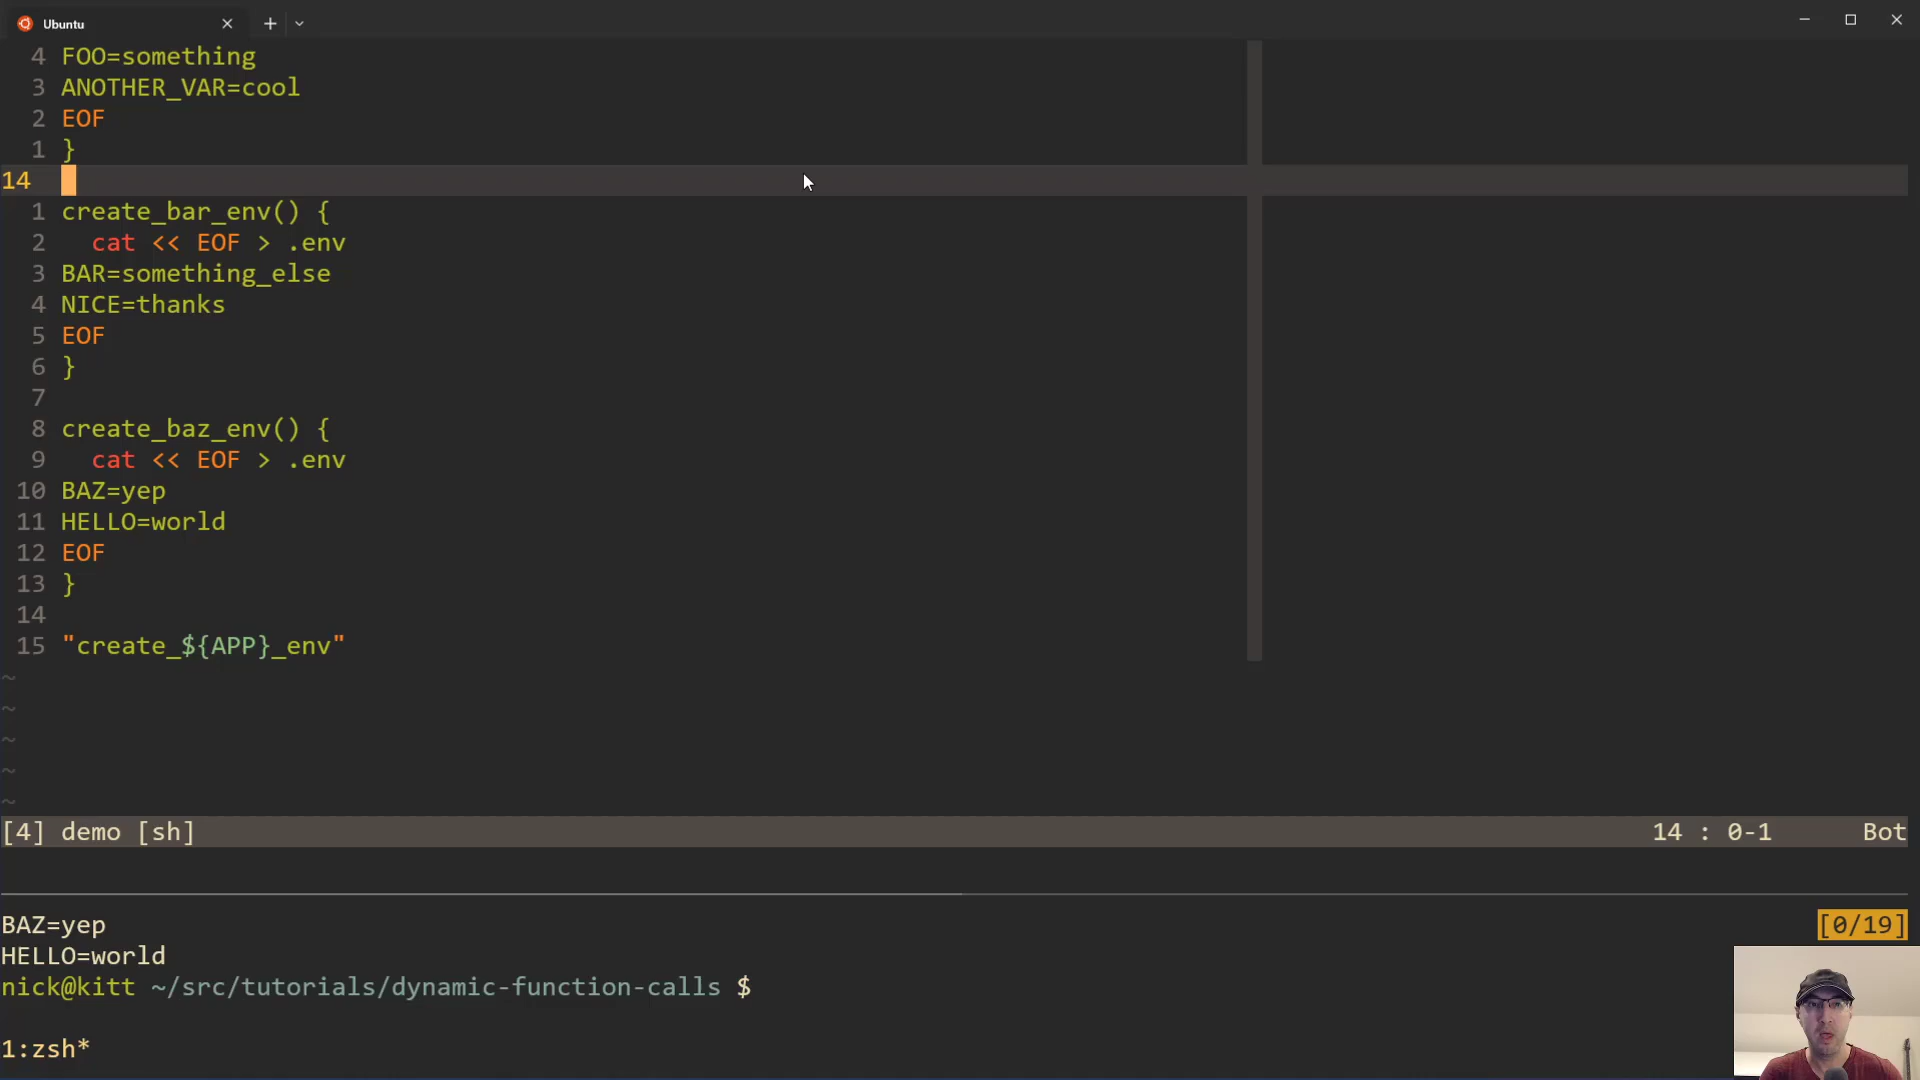 Ubuntu
4 FOO=something
3 ANOTHER_VAR=cool
2 EOF
1 }
14
1 create_bar_env() {
2   cat << EOF > .env
3 BAR=something_else
4 NICE=thanks
5 EOF
6 }
7
8 create_baz_env() {
9   cat << EOF > .env
10 BAZ=yep
11 HELLO=world
12 EOF
13 }
14
15 "create_${APP}_env"
~
~
~
~
~
[4] demo [sh] 14 : 0-1 Bot
BAZ=yep [0/19]
HELLO=world
nick@kitt ~/src/tutorials/dynamic-function-calls $
1:zsh*